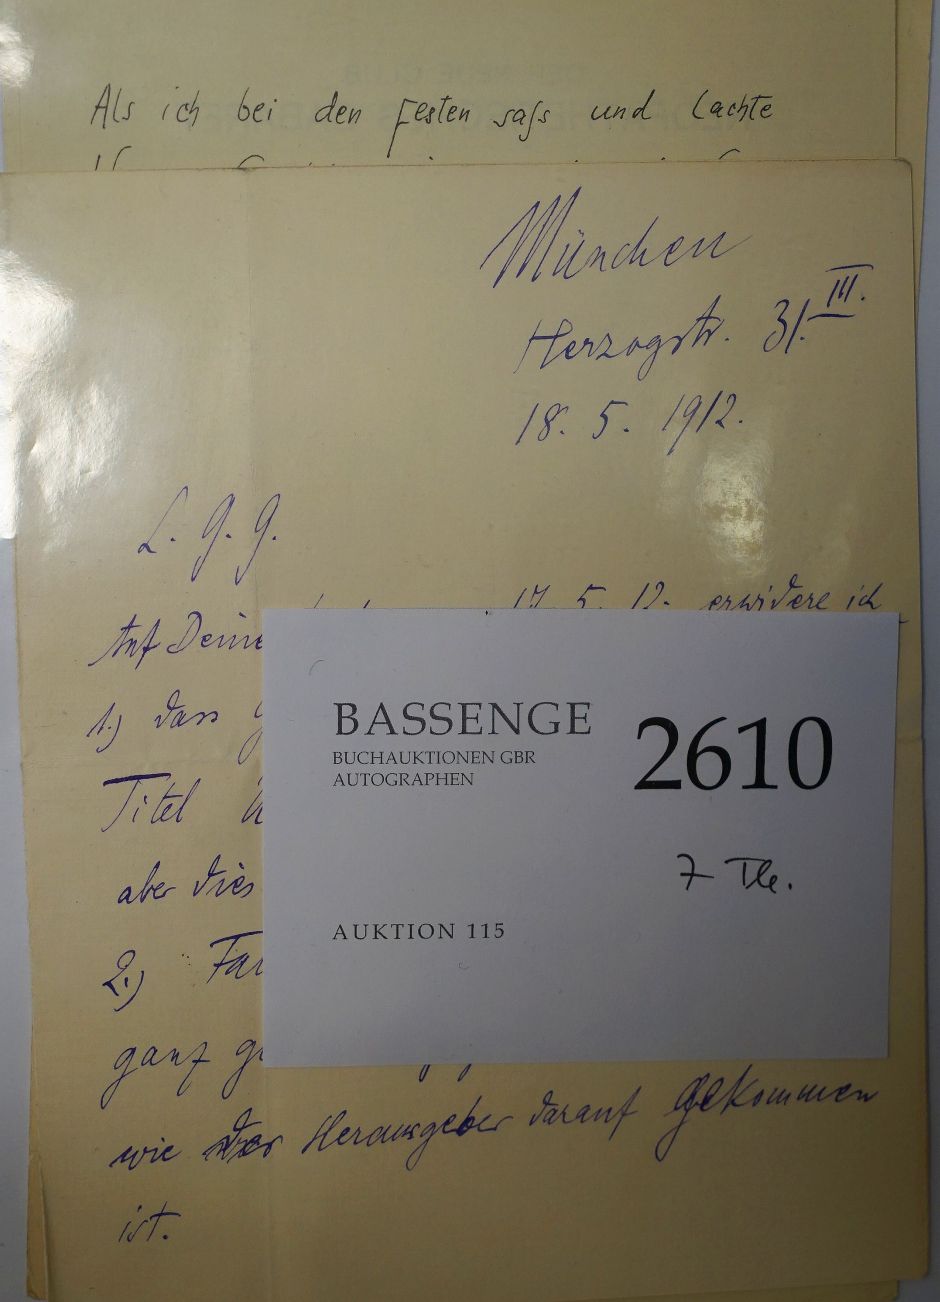 Als ich bei den Festen sass und lachte
München
Herzogstr. 31.III.
18. 5. 1912.
L. G. G.
Auf Deine 17. 5. 12. erwidere ich
1.) dass
Titel
aber dies
2.)
ganz
wie der Herausgeber darauf gekommen
ist.
BASSENGE
BUCHAUKTIONEN GBR
AUTOGRAPHEN
2610
7 Tle.
AUKTION 115